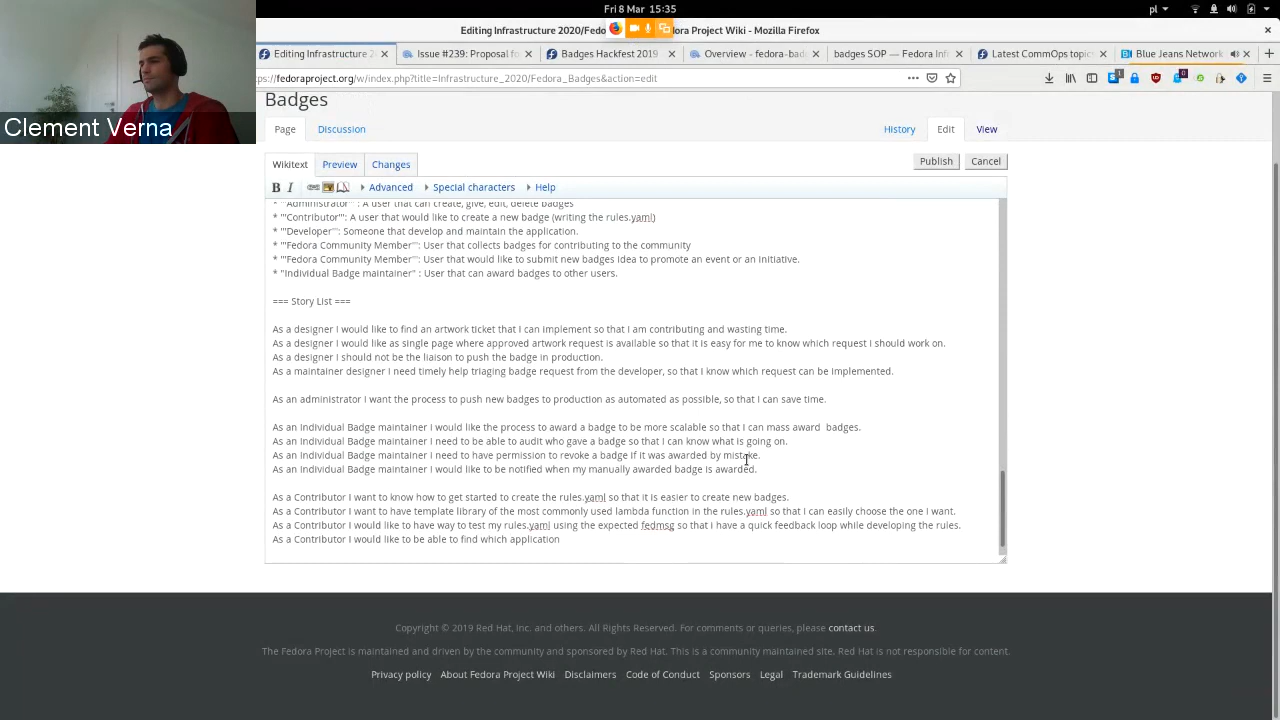 Fri 8 Mar 15:35
pl
Editing Infrastructure 2020/Fedo
ora Project Wiki - Mozilla Firefox
Editing Infrastructure 2
Issue #239: Proposal fo
Badges Hackfest 2019
Overview - fedora-bad
badges SOP — Fedora Inf
Latest CommOps topic
Blue Jeans Network
ps://fedoraproject.org/w/index.php?title=Infrastructure_2020/Fedora_Badges&action=edit
Clement Verna
Badges
Page
Discussion
History
Edit
View
Wikitext
Preview
Changes
Publish
Cancel
B I
Advanced
Special characters
Help
* '''Administrator''' : A user that can create, give, edit, delete badges
* '''Contributor''': A user that would like to create a new badge (writing the rules.yaml)
* '''Developer''': Someone that develop and maintain the application.
* '''Fedora Community Member''': User that collects badges for contributing to the community
* '''Fedora Community Member''': User that would like to submit new badges idea to promote an event or an initiative.
* "Individual Badge maintainer" : User that can award badges to other users.
=== Story List ===
As a designer I would like to find an artwork ticket that I can implement so that I am contributing and wasting time.
As a designer I would like as single page where approved artwork request is available so that it is easy for me to know which request I should work on.
As a designer I should not be the liaison to push the badge in production.
As a maintainer designer I need timely help triaging badge request from the developer, so that I know which request can be implemented.
As an administrator I want the process to push new badges to production as automated as possible, so that I can save time.
As an Individual Badge maintainer I would like the process to award a badge to be more scalable so that I can mass award  badges.
As an Individual Badge maintainer I need to be able to audit who gave a badge so that I can know what is going on.
As an Individual Badge maintainer I need to have permission to revoke a badge if it was awarded by mistake.
As an Individual Badge maintainer I would like to be notified when my manually awarded badge is awarded.
As a Contributor I want to know how to get started to create the rules.yaml so that it is easier to create new badges.
As a Contributor I want to have template library of the most commonly used lambda function in the rules.yaml so that I can easily choose the one I want.
As a Contributor I would like to have way to test my rules.yaml using the expected fedmsg so that i have a quick feedback loop while developing the rules.
As a Contributor I would like to be able to find which application
Copyright © 2019 Red Hat, Inc. and others. All Rights Reserved. For comments or queries, please contact us.
The Fedora Project is maintained and driven by the community and sponsored by Red Hat. This is a community maintained site. Red Hat is not responsible for content.
Privacy policy
About Fedora Project Wiki
Disclaimers
Code of Conduct
Sponsors
Legal
Trademark Guidelines